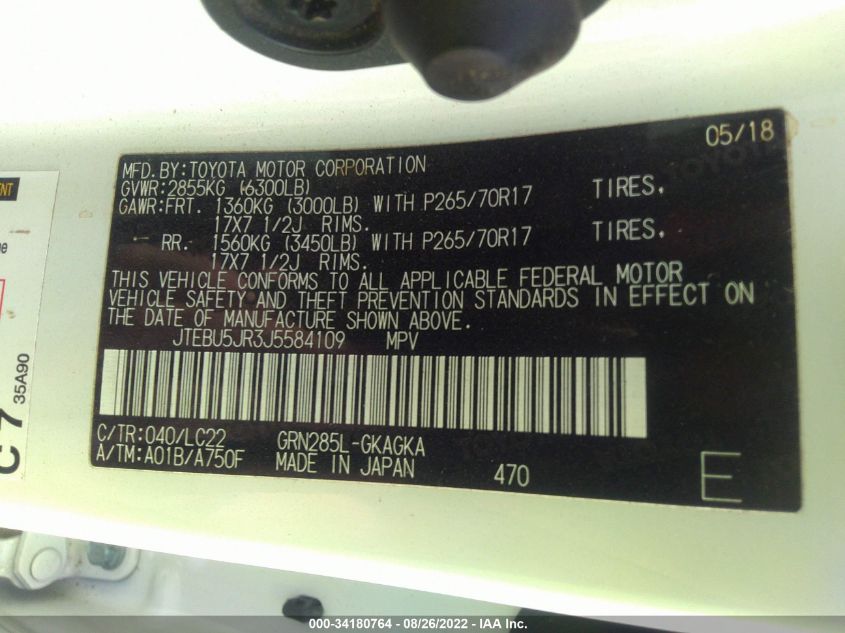 05/18
MFD.BY:TOYOTA MOTOR CORPORATION
GVWR:2855KG (6300LB)
GAWR:FRT. 1360KG (3000LB) WITH P265/70R17 TIRES,
17X7 1/2J RIMS.
RR. 1560KG (3450LB) WITH P265/70R17 TIRES,
17X7 1/2J RIMS.
THIS VEHICLE CONFORMS TO ALL APPLICABLE FEDERAL MOTOR
VEHICLE SAFETY AND THEFT PREVENTION STANDARDS IN EFFECT ON
THE DATE OF MANUFACTURE SHOWN ABOVE.
JTEBU5JR3J5584109 MPV
C/TR:040/LC22 GRN285L-GKAGKA
A/TM:A01B/A750F MADE IN JAPAN 470 E
C 7 35A90
000-34180764 - 08/26/2022 - IAA Inc.